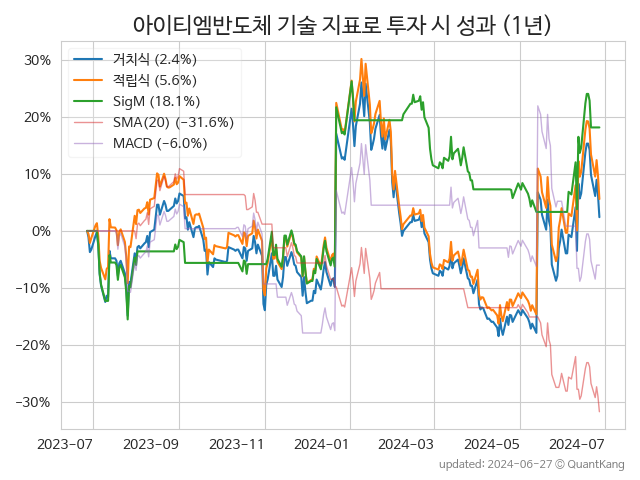 아이티엠반도체 기술 지표로 투자 시 성과 (1년)
거치식 (2.4%)
적립식 (5.6%)
SigM (18.1%)
SMA(20) (−31.6%)
MACD (−6.0%)
30%
20%
10%
0%
−10%
−20%
−30%
2023-07 2023-09 2023-11 2024-01 2024-03 2024-05 2024-07
updated: 2024-06-27 © QuantKang